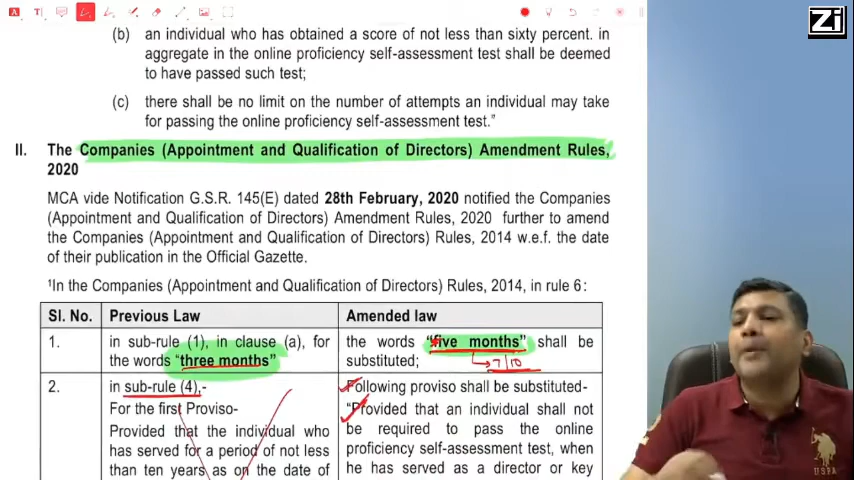 Zi
(b) an individual who has obtained a score of not less than sixty percent. in
aggregate in the online proficiency self-assessment test shall be deemed
to have passed such test;
(c) there shall be no limit on the number of attempts an individual may take
for passing the online proficiency self-assessment test."
II. The Companies (Appointment and Qualification of Directors) Amendment Rules,
2020
MCA vide Notification G.S.R. 145(E) dated 28th February, 2020 notified the Companies
(Appointment and Qualification of Directors) Amendment Rules, 2020 further to amend
the Companies (Appointment and Qualification of Directors) Rules, 2014 w.e.f. the date
of their publication in the Official Gazette.
¹In the Companies (Appointment and Qualification of Directors) Rules, 2014, in rule 6:
Sl. No. Previous Law Amended law
1. in sub-rule (1), in clause (a), for
the words "three months"
the words "five months" shall be
substituted;
7/10
2. in sub-rule (4),-
For the first Proviso-
Provided that the individual who
has served for a period of not less
than ten years as on the date of
Following proviso shall be substituted-
"Provided that an individual shall not
be required to pass the online
proficiency self-assessment test, when
he has served as a director or key
USPA